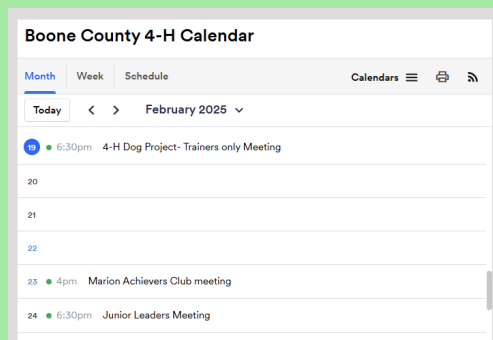 Boone County 4-H Calendar
Month Week Schedule Calendars
Today February 2025
19 6:30pm 4-H Dog Project- Trainers only Meeting
20
21
22
23 4pm Marion Achievers Club meeting
24 6:30pm Junior Leaders Meeting